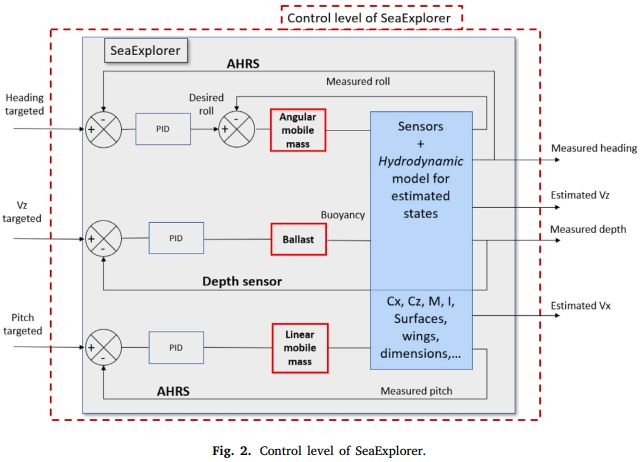 Control level of SeaExplorer
SeaExplorer
AHRS
Measured roll
Heading
targeted
Desired
roll
-
+
PID
-
+
Angular
mobile
mass
Sensors
+
Hydrodynamic
model for
estimated
states
Measured heading
Estimated Vz
Vz
targeted
+
-
PID
Ballast
Buoyancy
Measured depth
Depth sensor
Cx, Cz, M, I,
Surfaces,
wings,
dimensions,...
Estimated Vx
Pitch
targeted
+
-
PID
Linear
mobile
mass
AHRS
Measured pitch
Fig. 2. Control level of SeaExplorer.